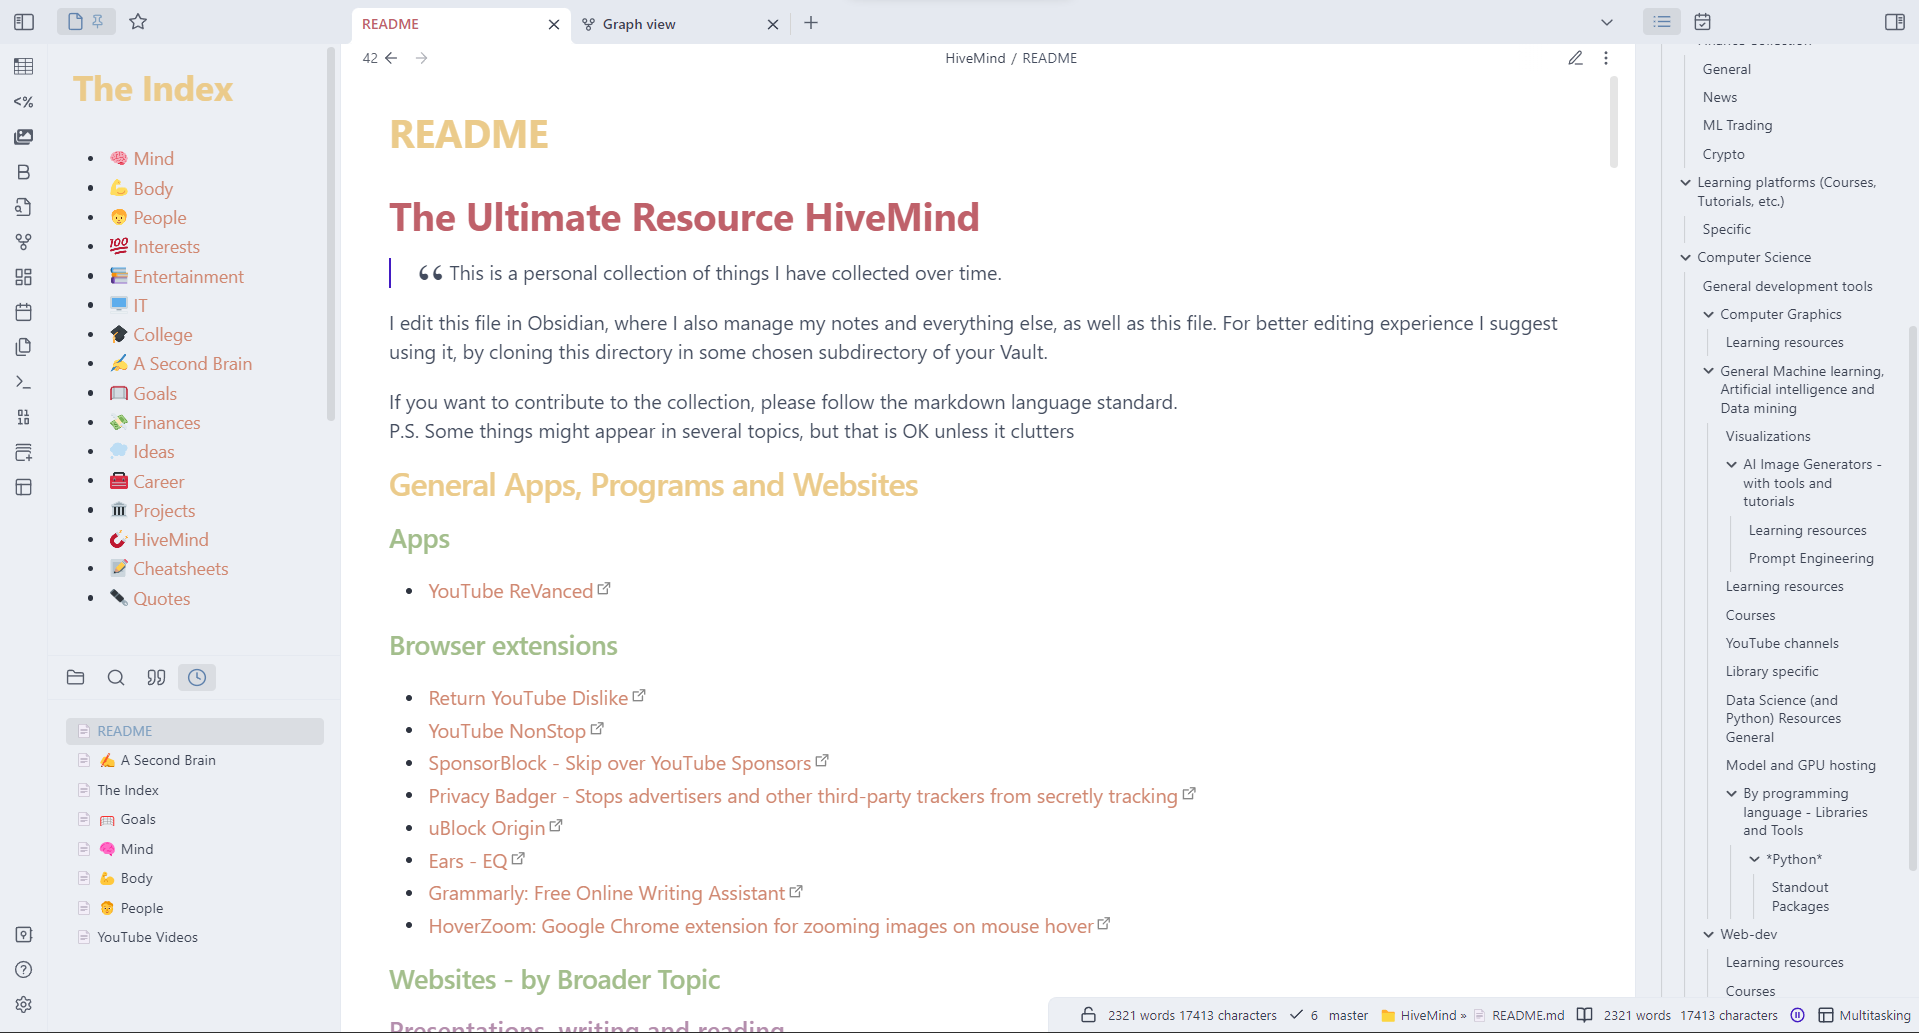 README
Graph view
<%
The Index
Mind
Body
People
Interests
Entertainment
IT
College
A Second Brain
Goals
Finances
Ideas
Career
Projects
HiveMind
Cheatsheets
Quotes
README
A Second Brain
The Index
Goals
Mind
Body
People
YouTube Videos
42
HiveMind / README
README
The Ultimate Resource HiveMind
This is a personal collection of things I have collected over time.
I edit this file in Obsidian, where I also manage my notes and everything else, as well as this file. For better editing experience I suggest
using it, by cloning this directory in some chosen subdirectory of your Vault.
If you want to contribute to the collection, please follow the markdown language standard.
P.S. Some things might appear in several topics, but that is OK unless it clutters
General Apps, Programs and Websites
Apps
YouTube ReVanced
Browser extensions
Return YouTube Dislike
YouTube NonStop
SponsorBlock - Skip over YouTube Sponsors
Privacy Badger - Stops advertisers and other third-party trackers from secretly tracking
uBlock Origin
Ears - EQ
Grammarly: Free Online Writing Assistant
HoverZoom: Google Chrome extension for zooming images on mouse hover
Websites - by Broader Topic
Presentations, writing and reading
General
News
ML Trading
Crypto
Learning platforms (Courses,
Tutorials, etc.)
Specific
Computer Science
General development tools
Computer Graphics
Learning resources
General Machine learning,
Artificial intelligence and
Data mining
Visualizations
AI Image Generators -
with tools and
tutorials
Learning resources
Prompt Engineering
Learning resources
Courses
YouTube channels
Library specific
Data Science (and
Python) Resources
General
Model and GPU hosting
By programming
language - Libraries
and Tools
*Python*
Standout
Packages
Web-dev
Learning resources
Courses
2321 words 17413 characters 6 master HiveMind » README.md 2321 words 17413 characters Multitasking